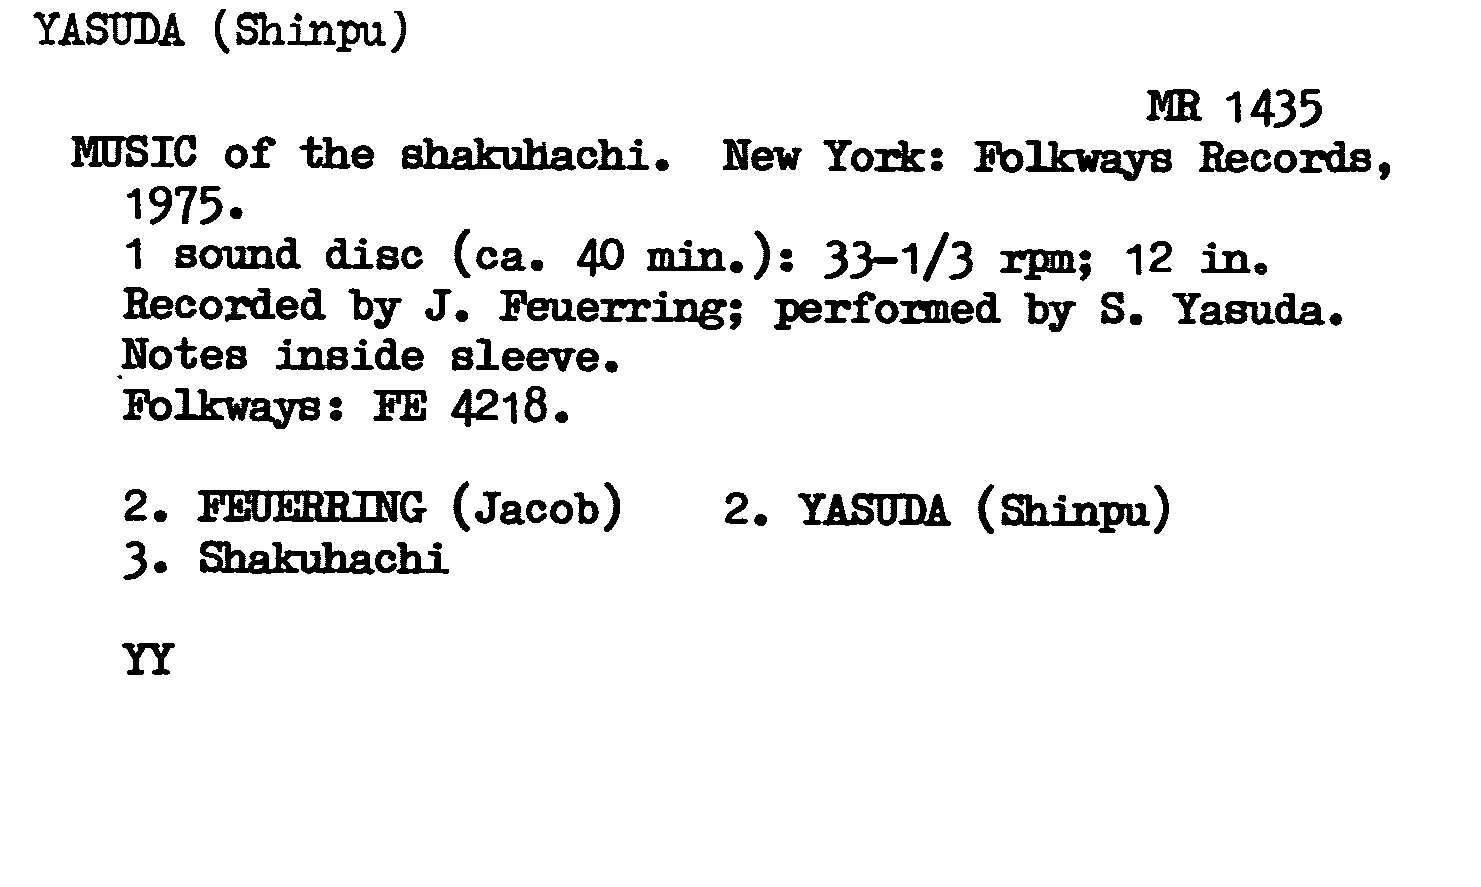 YASUDA (Shinpu)
MR 1435
MUSIC of the shakuhachi. New York: Folkways Records,
1975.
1 sound disc (ca. 40 min.): 33-1/3 rpm; 12 in.
Recorded by J. Feuerring; performed by S. Yasuda.
Notes inside sleeve.
Folkways: FE 4218.
2. FEUERRING (Jacob) 2. YASUDA (Shinpu)
3. Shakuhachi
YY